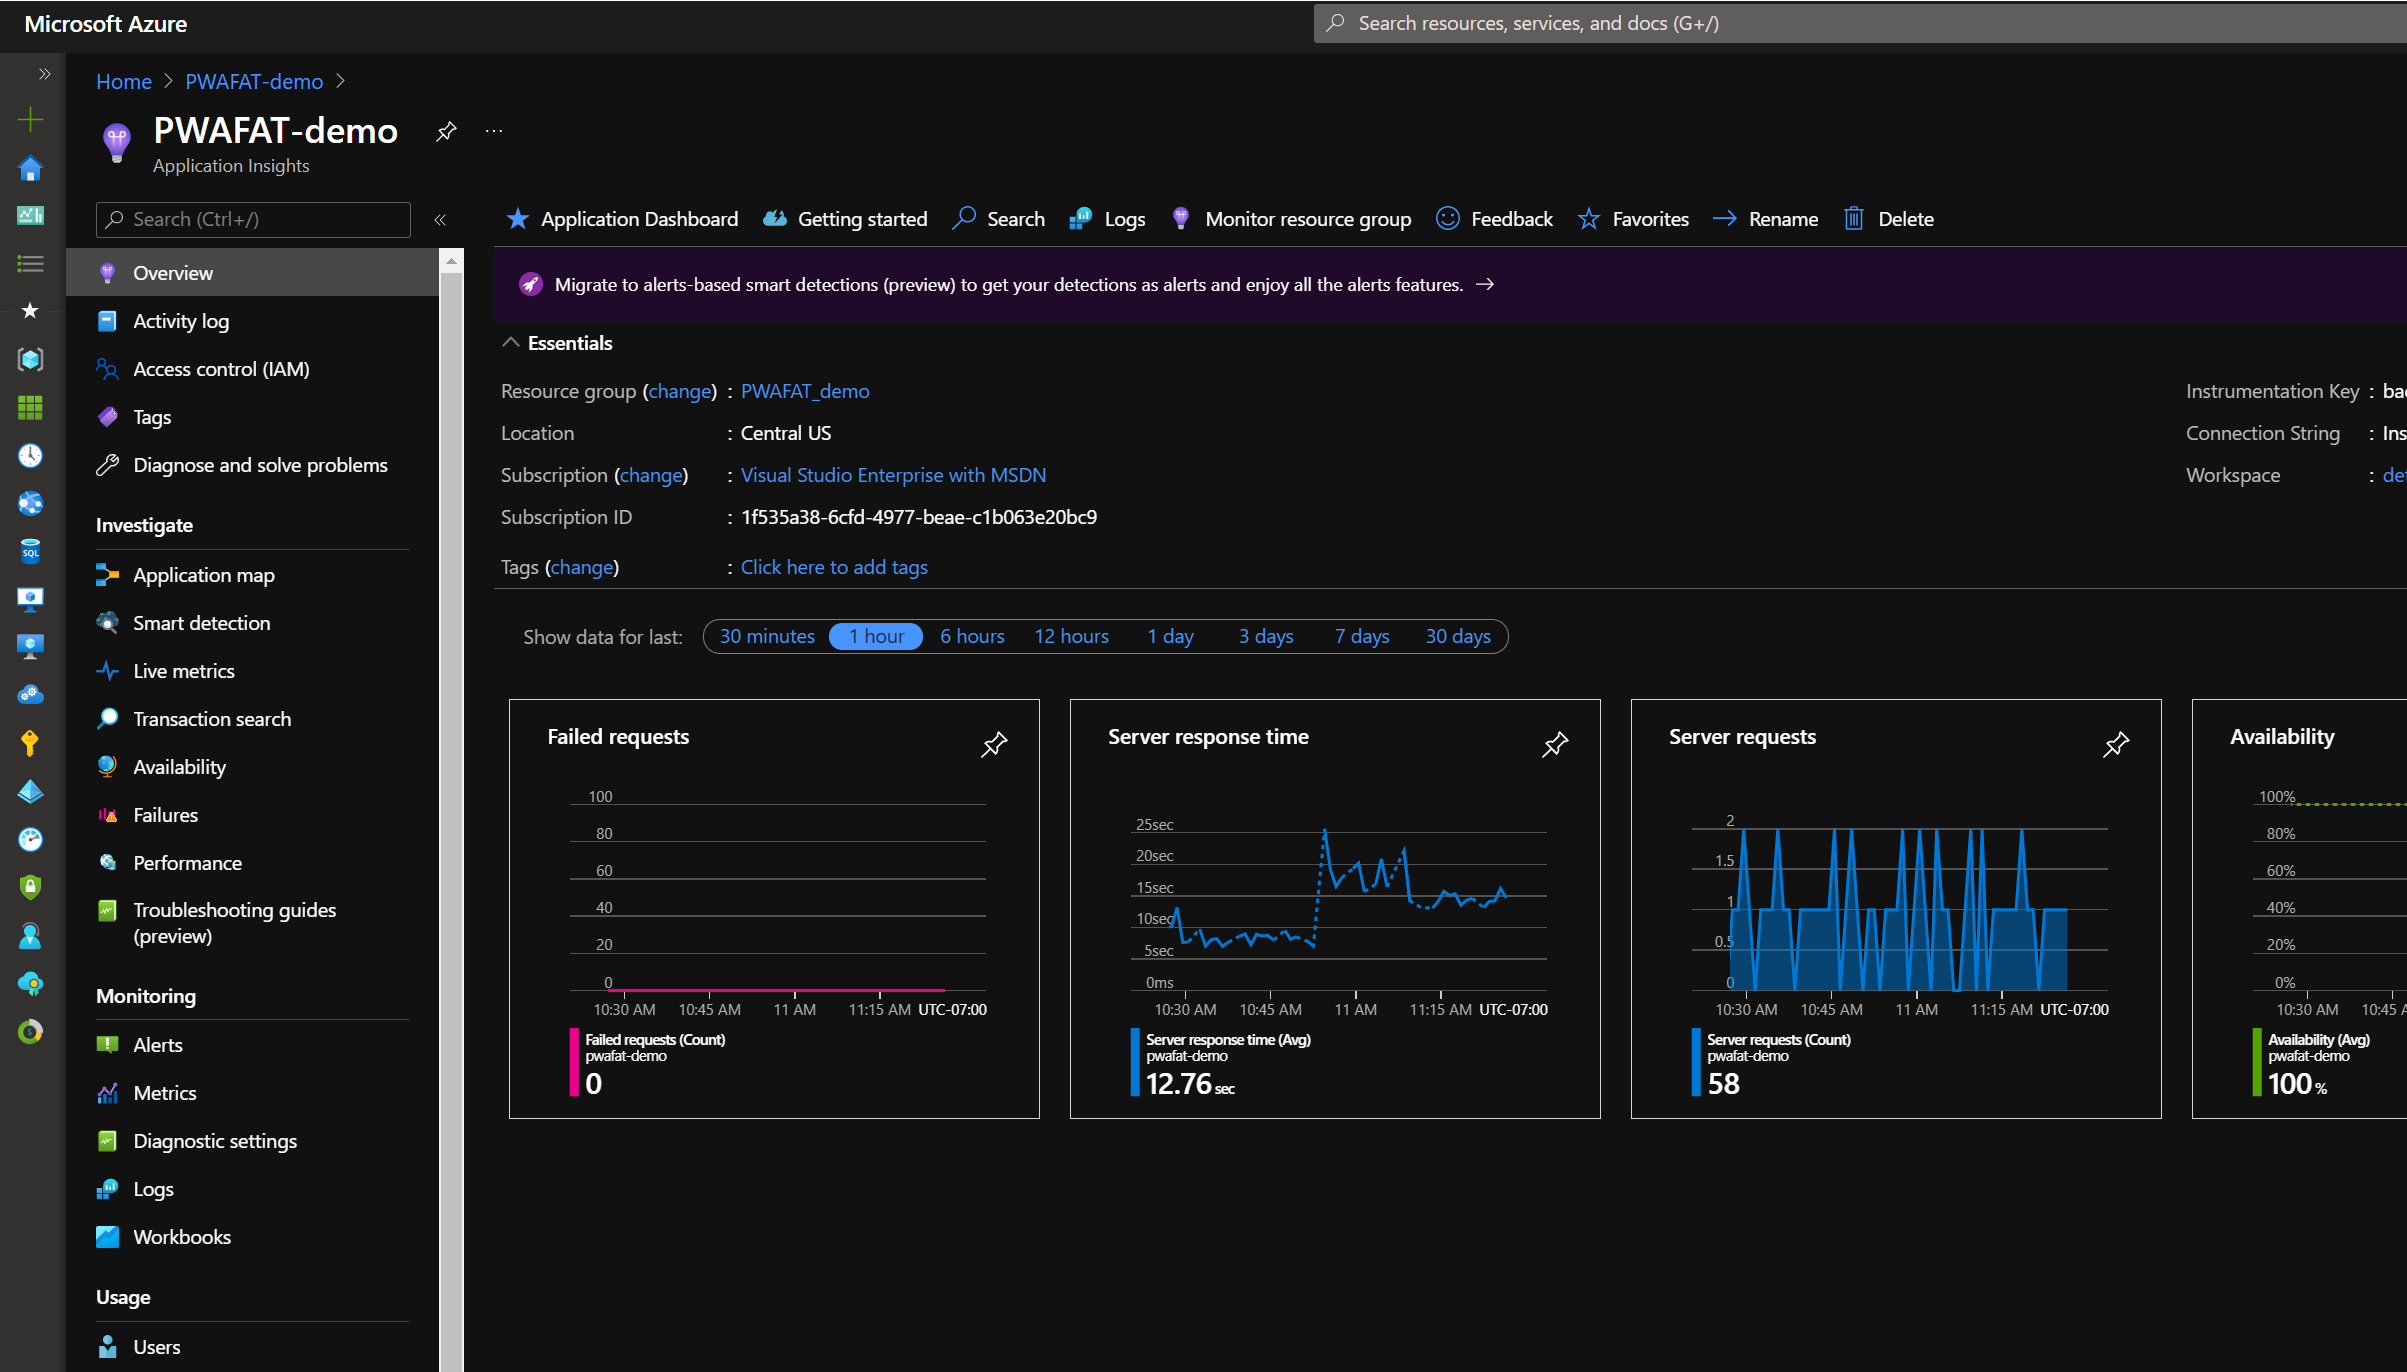 Microsoft Azure
Search resources, services, and docs (G+/)
Home > PWAFAT-demo >
PWAFAT-demo
Application Insights
Search (Ctrl+/)
Overview
Activity log
Access control (IAM)
Tags
Diagnose and solve problems
Investigate
Application map
Smart detection
Live metrics
Transaction search
Availability
Failures
Performance
Troubleshooting guides
(preview)
Monitoring
Alerts
Metrics
Diagnostic settings
Logs
Workbooks
Usage
Users
Application Dashboard
Getting started
Search
Logs
Monitor resource group
Feedback
Favorites
Rename
Delete
Migrate to alerts-based smart detections (preview) to get your detections as alerts and enjoy all the alerts features. →
Essentials
Resource group (change) : PWAFAT_demo
Location : Central US
Subscription (change) : Visual Studio Enterprise with MSDN
Subscription ID : 1f535a38-6cfd-4977-beae-c1b063e20bc9
Tags (change) : Click here to add tags
Instrumentation Key :
Connection String : Ins
Workspace :
Show data for last: 30 minutes 1 hour 6 hours 12 hours 1 day 3 days 7 days 30 days
Failed requests
100
80
60
40
20
0
10:30 AM 10:45 AM 11 AM 11:15 AM UTC-07:00
Failed requests (Count)
pwafat-demo
0
Server response time
25sec
20sec
15sec
10sec
5sec
0ms
10:30 AM 10:45 AM 11 AM 11:15 AM UTC-07:00
Server response time (Avg)
pwafat-demo
12.76 sec
Server requests
2
1.5
1
0.5
0
10:30 AM 10:45 AM 11 AM 11:15 AM UTC-07:00
Server requests (Count)
pwafat-demo
58
Availability
100%
80%
60%
40%
20%
0%
10:30 AM 10:45 A
Availability (Avg)
pwafat-demo
100 %
SQL